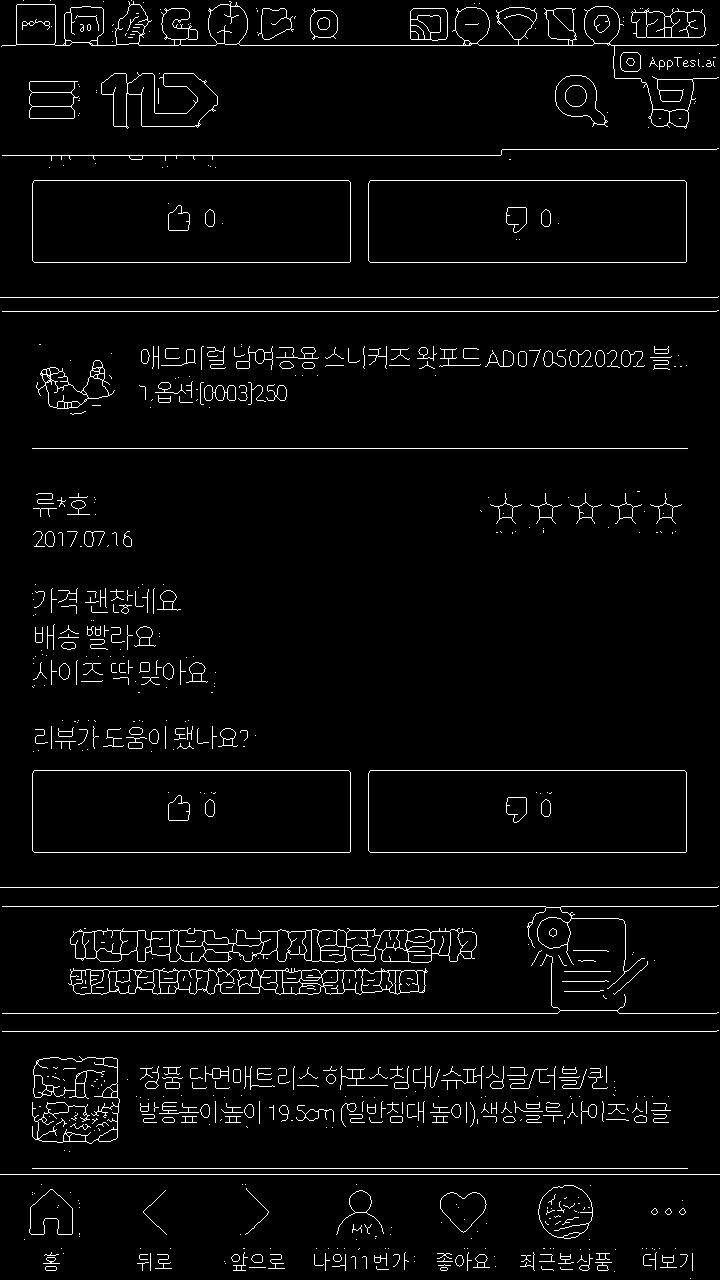 12:23
AppTest.ai
11
0
0
애드미럴 남여공용 스니커즈 왓포드 AD0705020202 블...
1.옵션:[0003]250
류*호
2017.07.16
가격 괜찮네요
배송 빨라요
사이즈 딱 맞아요
리뷰가 도움이 됐나요?
0
0
11번가 리뷰는 누가 제일 잘 썼을까?
랭킹 1위 리뷰어가 남긴 리뷰를 읽어보세요!
정품 단면매트리스 하포스침대/슈퍼싱글/더블/퀸
발통높이:높이 19.5cm (일반침대 높이),색상:블루,사이즈:싱글
MY
홈
뒤로
앞으로
나의11번가
좋아요
최근본상품
더보기